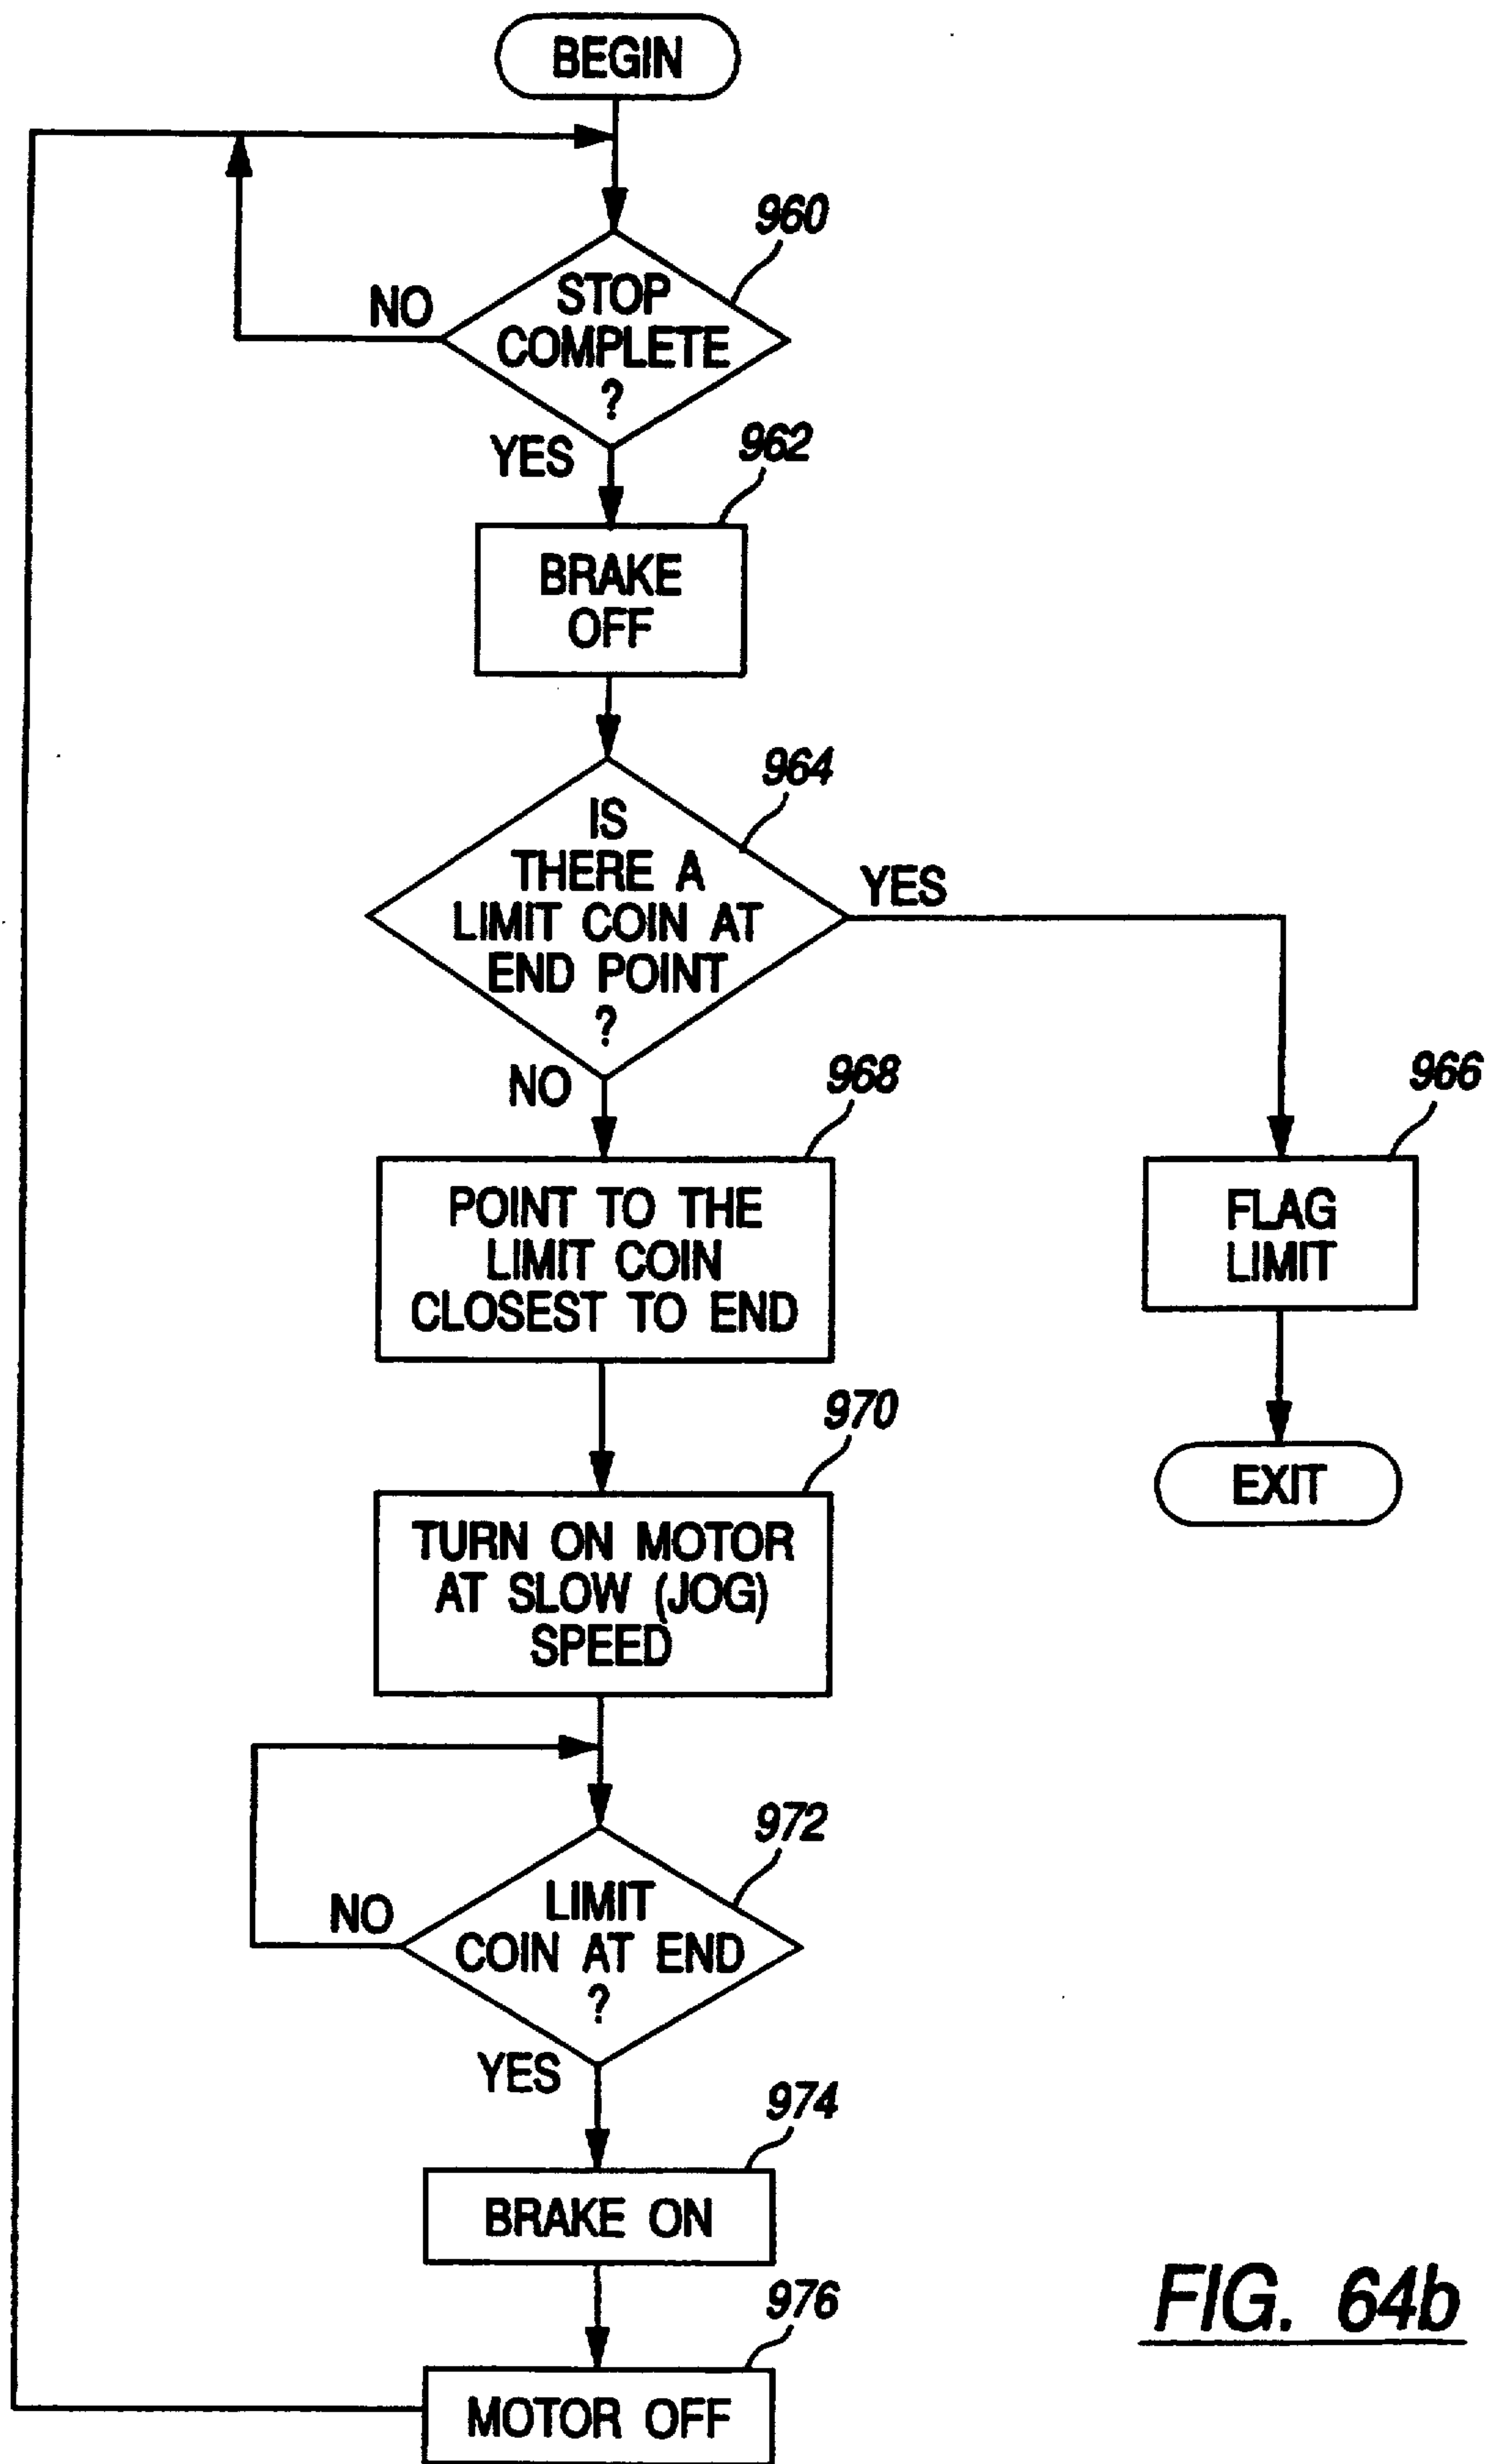 BEGIN
960
STOP
COMPLETE
?
NO
YES
962
BRAKE
OFF
964
IS
THERE A
LIMIT COIN AT
END POINT
?
YES
NO
968
966
POINT TO THE
LIMIT COIN
CLOSEST TO END
FLAG
LIMIT
970
EXIT
TURN ON MOTOR
AT SLOW (JOG)
SPEED
972
LIMIT
COIN AT END
?
NO
YES
974
BRAKE ON
976
MOTOR OFF
FIG. 64b